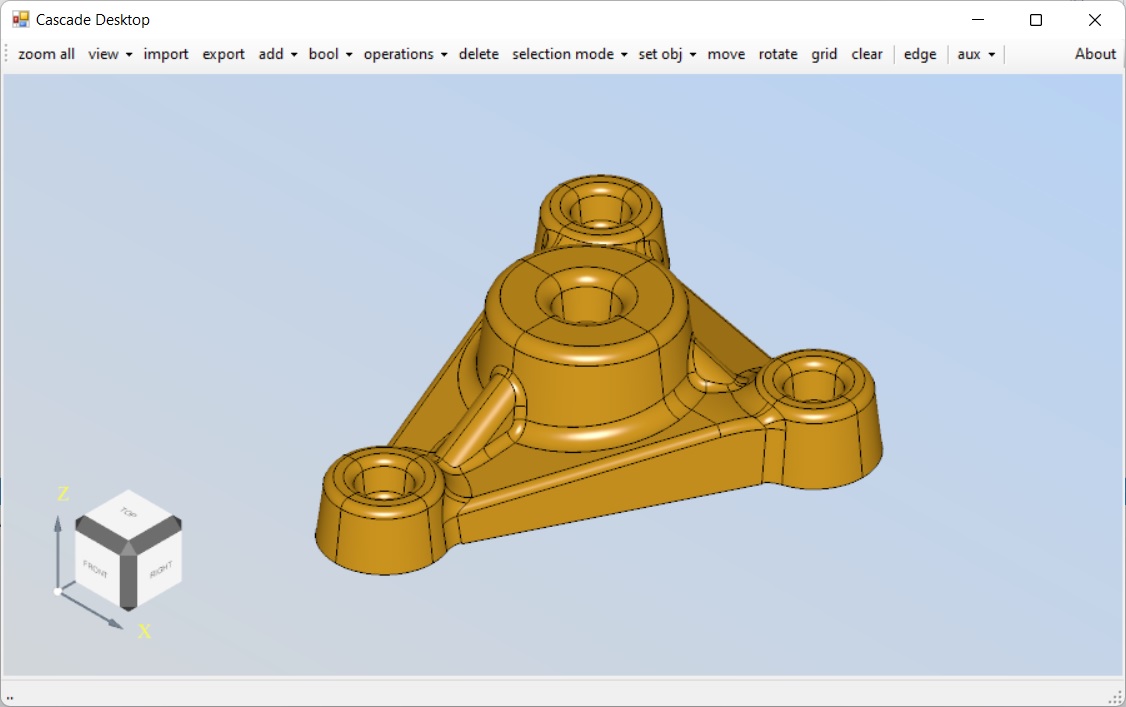 Cascade Desktop
zoom all view import export add bool operations delete selection mode set obj move rotate grid clear edge aux About
Z
TOP
FRONT
RIGHT
X
..